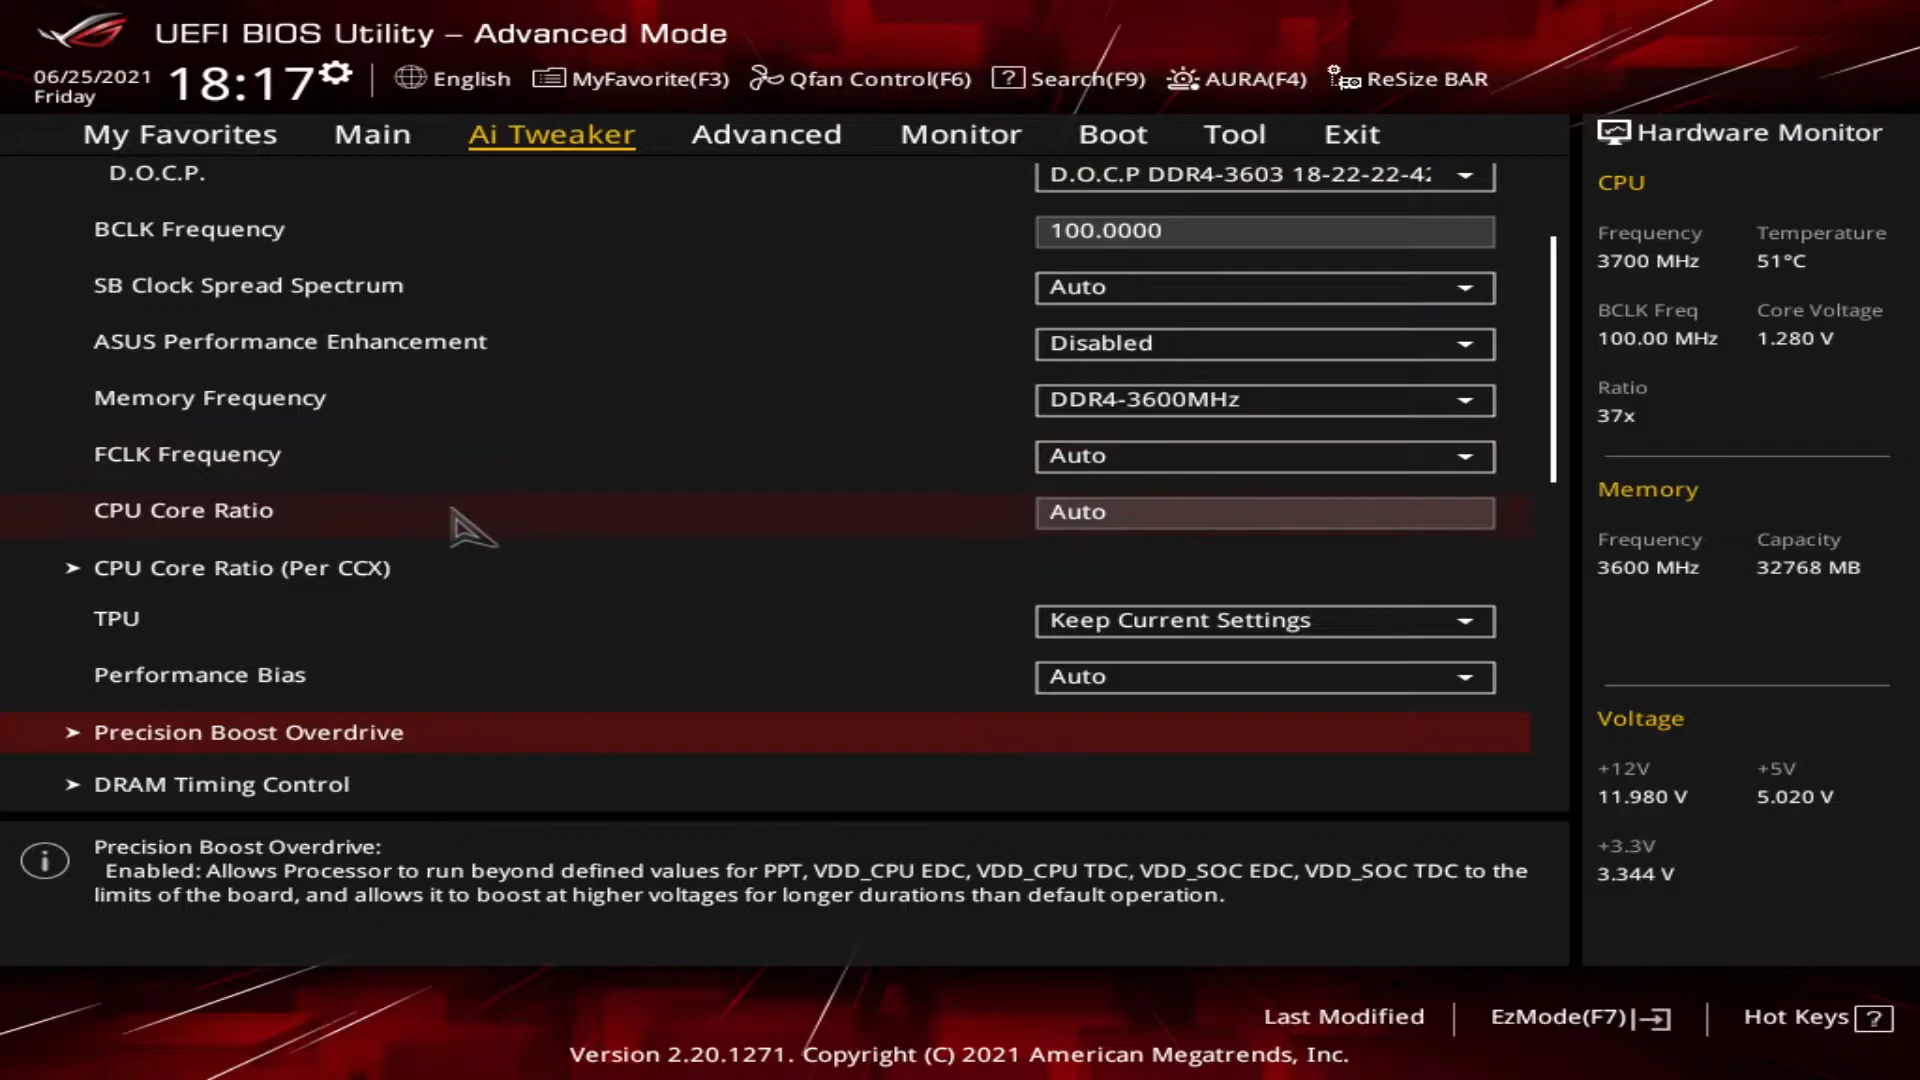 UEFI BIOS Utility – Advanced Mode
06/25/2021
Friday
18:17
English
MyFavorite(F3)
Qfan Control(F6)
? Search(F9)
AURA(F4)
ReSize BAR
My Favorites
Main
Ai Tweaker
Advanced
Monitor
Boot
Tool
Exit
D.O.C.P. D.O.C.P DDR4-3603 18-22-22-42
BCLK Frequency 100.0000
SB Clock Spread Spectrum Auto
ASUS Performance Enhancement Disabled
Memory Frequency DDR4-3600MHz
FCLK Frequency Auto
CPU Core Ratio Auto
CPU Core Ratio (Per CCX)
TPU Keep Current Settings
Performance Bias Auto
Precision Boost Overdrive
DRAM Timing Control
Precision Boost Overdrive:
Enabled: Allows Processor to run beyond defined values for PPT, VDD_CPU EDC, VDD_CPU TDC, VDD_SOC EDC, VDD_SOC TDC to the
limits of the board, and allows it to boost at higher voltages for longer durations than default operation.
Hardware Monitor
CPU
Frequency Temperature
3700 MHz 51°C
BCLK Freq Core Voltage
100.00 MHz 1.280 V
Ratio
37x
Memory
Frequency Capacity
3600 MHz 32768 MB
Voltage
+12V +5V
11.980 V 5.020 V
+3.3V
3.344 V
Last Modified
EzMode(F7)
Hot Keys ?
Version 2.20.1271. Copyright (C) 2021 American Megatrends, Inc.